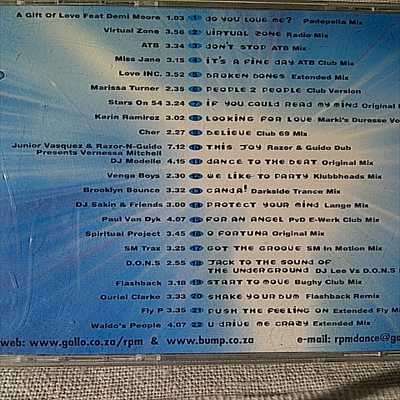 A Gift Of Love Feat Demi Moore 1.03 1 DO YOU LOVE ME? Padopella Mix
Virtual Zone 3.58 2 VIRTUAL ZONE Radio Mix
ATB 3.34 3 DON'T STOP ATB Mix
Miss Jane 3.15 4 IT'S A FINE DAY ATB Club Mix
Love INC. 3.52 5 BROKEN BONES Extended Mix
Marissa Turner 2.35 6 PEOPLE 2 PEOPLE Club Version
Stars On 54 3.24 7 IF YOU COULD READ MY MIND Original
Karin Ramirez 3.02 8 LOOKING FOR LOVE Mark!'s Duresse Vo
Cher 2.27 9 BELIEVE Club 69 Mix
Junior Vasquez & Razor-N-Guido 7.14 10 THIS JOY Razor & Guido Dub
Presents Vernessa Mitchell
DJ Modelle 4.15 11 DANCE TO THE BEAT Original Mix
Venga Boys 2.30 12 WE LIKE TO PARTY Klubbheads Mix
Brooklyn Bounce 3.32 13 CANDA! Darkside Trance Mix
DJ Sakin & Friends 3.00 14 PROTECT YOUR MIND Lange Mix
Paul Van Dyk 4.07 15 FOR AN ANGEL PvD E-Werk Club Mix
Spiritual Project 3.45 16 O FORTUNA Original Mix
SM Trax 3.25 17 GOT THE GROOVE SM In Motion Mix
D.O.N.S 2.55 18 JACK TO THE SOUND OF
THE UNDERGROUND DJ Lee Vs D.O.N.S
Flashback 3.18 19 START TO MOVE Bughy Club Mix
Ouriel Clarke 3.33 20 SHAKE YOUR BUM Flashback Remix
Fly P 3.35 21 PUSH THE FEELING ON Extended Fly M
Waldo's People 4.07 22 U DRIVE ME CRAZY Extended Mix
web: www.gallo.co.za/rpm & www.bump.co.za e-mail: rpmdance@ga